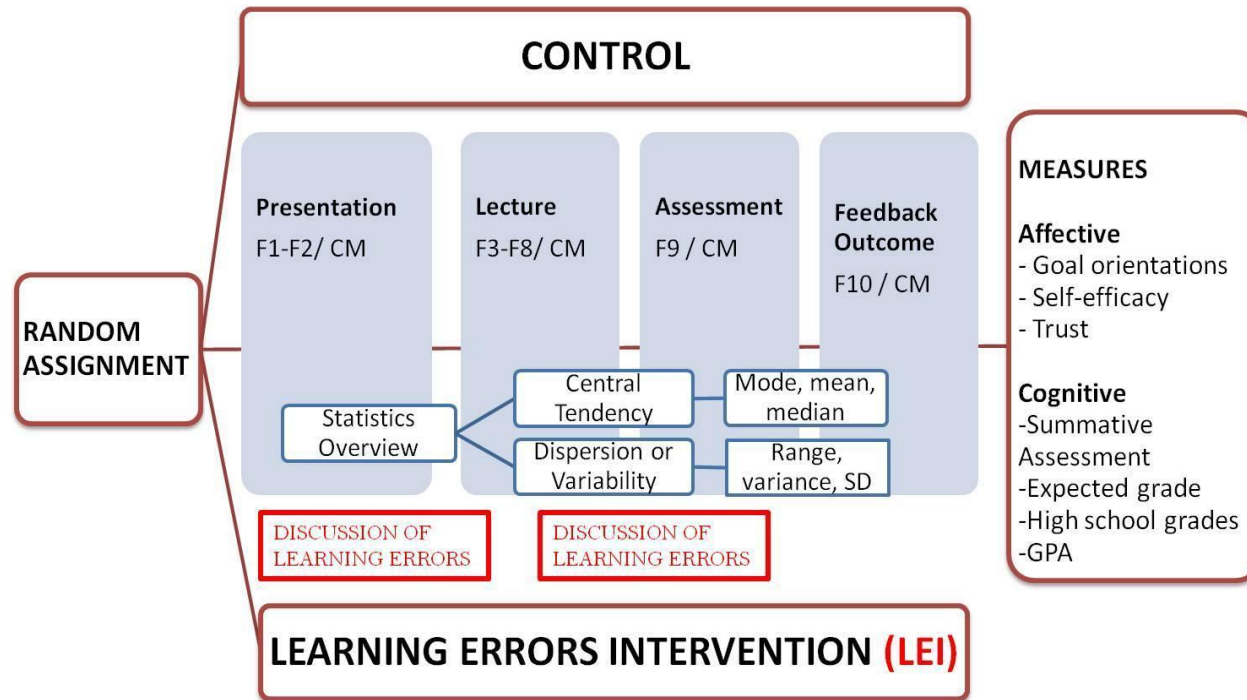 CONTROL
RANDOM
ASSIGNMENT
Presentation
F1-F2/ CM
Lecture
F3-F8/ CM
Assessment
F9 / CM
Feedback
Outcome
F10 / CM
Statistics
Overview
Central
Tendency
Mode, mean,
median
Dispersion or
Variability
Range,
variance, SD
DISCUSSION OF
LEARNING ERRORS
DISCUSSION OF
LEARNING ERRORS
LEARNING ERRORS INTERVENTION (LEI)
MEASURES
Affective
- Goal orientations
- Self-efficacy
- Trust
Cognitive
-Summative
Assessment
-Expected grade
-High school grades
-GPA